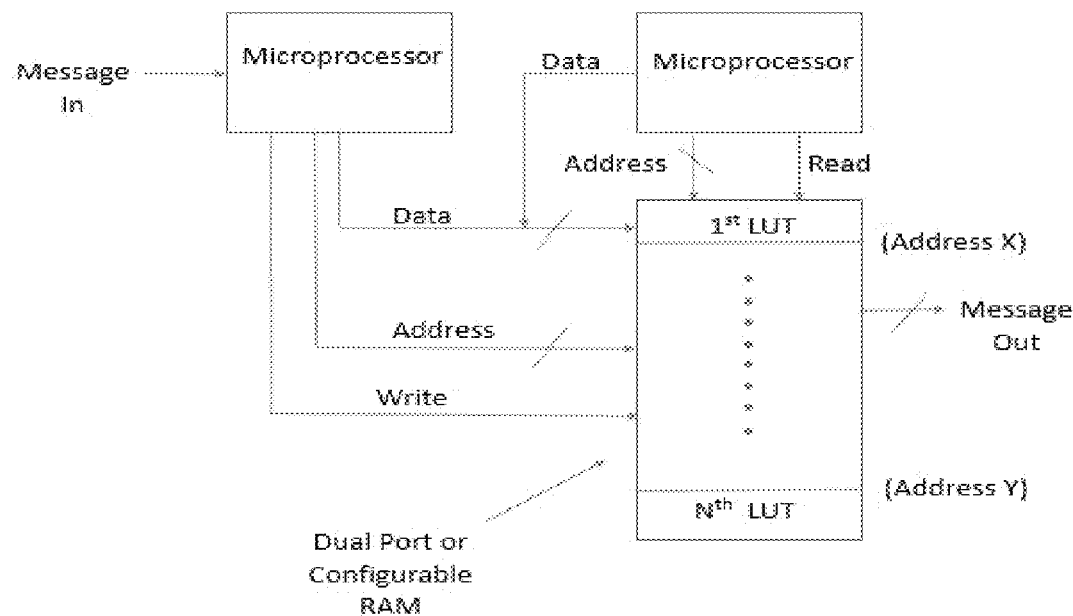 Message
In
Microprocessor
Data
Microprocessor
Address
Read
Data
1st LUT
(Address X)
Message
Out
Address
Write
(Address Y)
Nth LUT
Dual Port or
Configurable
RAM